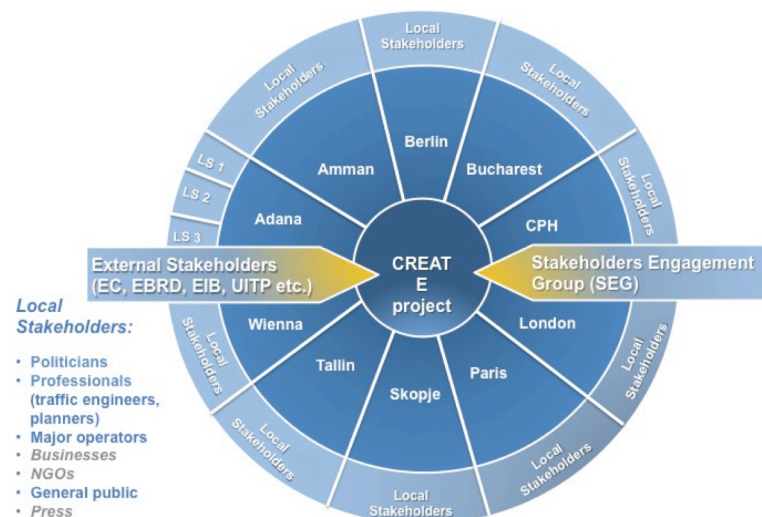 Local
Stakeholders
Local
Stakeholders
Local
Stakeholders
Berlin
Amman
Bucharest
LS 1
LS 2
LS 3
Adana
CPH
Local
Stakeholders
External Stakeholders
(EC, EBRD, EIB, UITP etc.)
CREAT
E
project
Stakeholders Engagement
Group (SEG)
Wienna
London
Tallin
Paris
Skopje
Local
Stakeholders
Local
Stakeholders
Local
Stakeholders
Local
Stakeholders
Local
Stakeholders
Local
Stakeholders:
• Politicians
• Professionals
(traffic engineers,
planners)
• Major operators
• Businesses
• NGOs
• General public
• Press